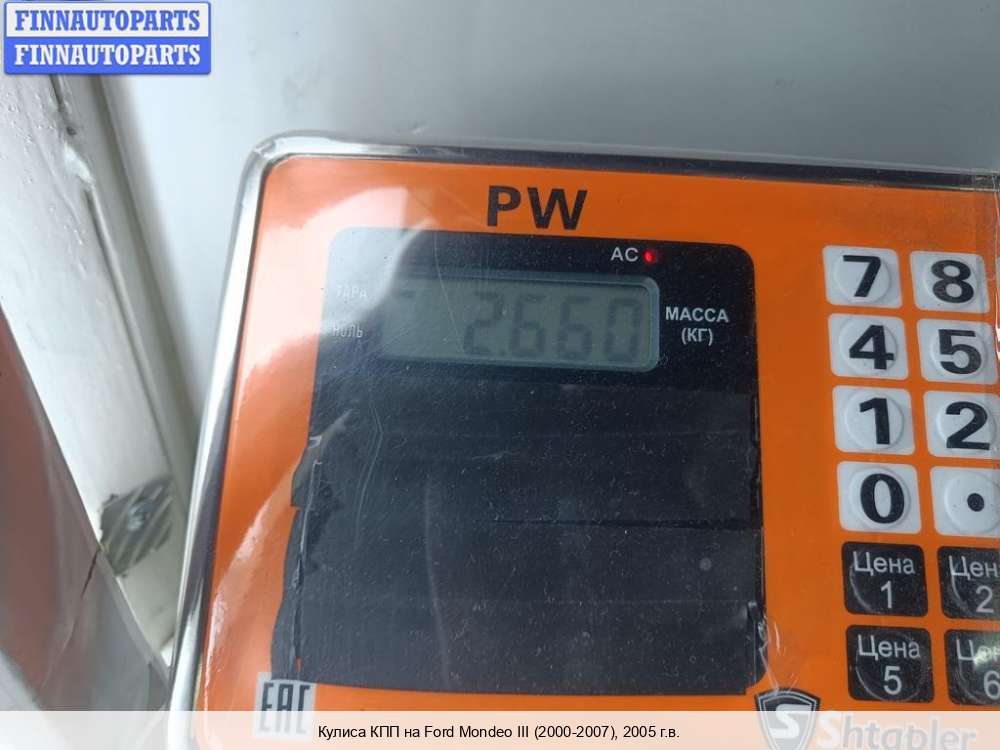 FINNAUTOPARTS
FINNAUTOPARTS
PW
AC
ТАРА
НОЛЬ
2.660
МАССА
(КГ)
7 8
4 5
1 2
0 .
Цена 1
Цен 2
Цена 5
6
EAC
S Shtabler
Кулиса КПП на Ford Mondeo III (2000-2007), 2005 г.в.